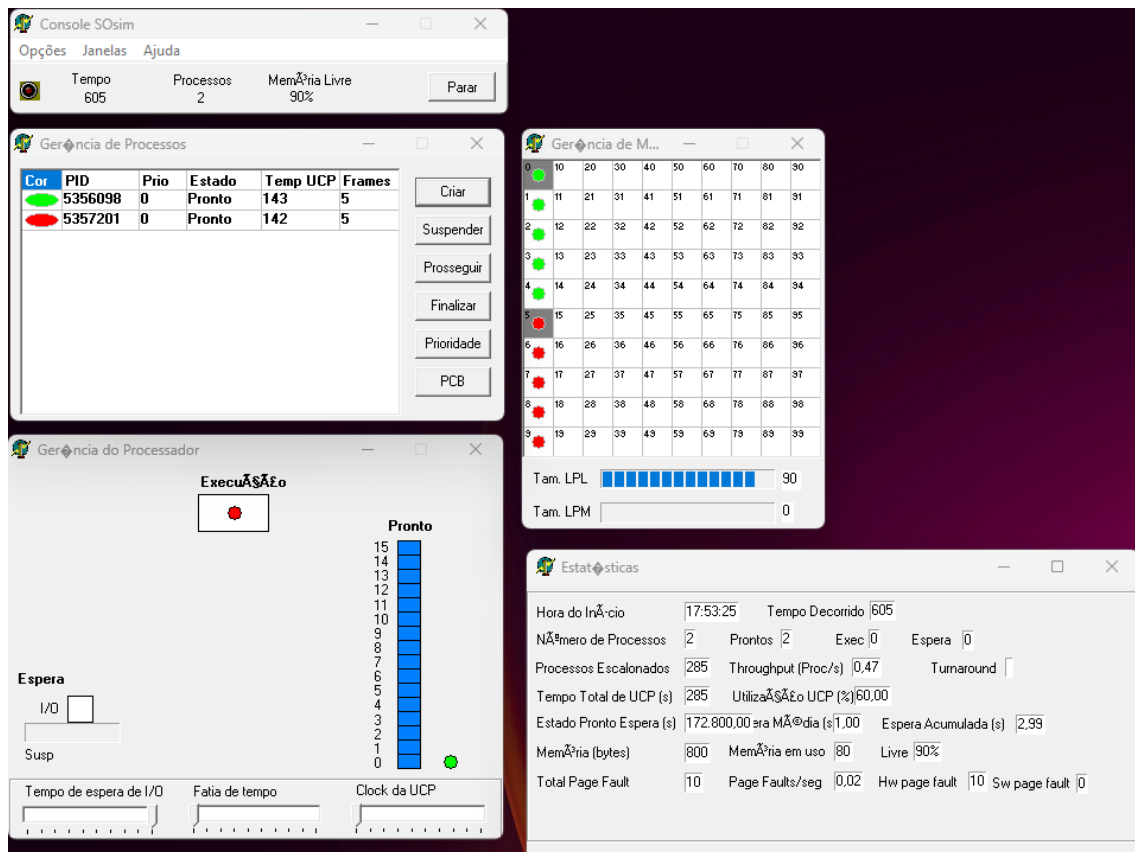 Console SOsim
Opções Janelas Ajuda
Tempo Processos MemÃ³ria Livre
605 2 90%
Parar
Ger�ncia de Processos
Cor PID Prio Estado Temp UCP Frames
5356098 0 Pronto 143 5
5357201 0 Pronto 142 5
Criar
Suspender
Prosseguir
Finalizar
Prioridade
PCB
Ger�ncia de M...
0 10 20 30 40 50 60 70 80 90
1 11 21 31 41 51 61 71 81 91
2 12 22 32 42 52 62 72 82 92
3 13 23 33 43 53 63 73 83 93
4 14 24 34 44 54 64 74 84 94
5 15 25 35 45 55 65 75 85 95
6 16 26 36 46 56 66 76 86 96
7 17 27 37 47 57 67 77 87 97
8 18 28 38 48 58 68 78 88 98
9 19 29 39 49 59 69 79 89 99
Tam. LPL 90
Tam. LPM 0
Ger�ncia do Processador
ExecuÃ§Ã£o
Pronto
15
14
13
12
11
10
9
8
7
6
5
4
3
2
1
0
Espera
I/O
Susp
Tempo de espera de I/O Fatia de tempo Clock da UCP
Estat�sticas
Hora do InÃ­cio 17:53:25 Tempo Decorrido 605
NÃºmero de Processos 2 Prontos 2 Exec 0 Espera 0
Processos Escalonados 285 Throughput (Proc/s) 0,47 Turnaround
Tempo Total de UCP (s) 285 UtilizaÃ§Ã£o UCP (%) 60,00
Estado Pronto Espera (s) 172.800,00 era MÃ©dia (s 1,00 Espera Acumulada (s) 2,99
MemÃ³ria (bytes) 800 MemÃ³ria em uso 80 Livre 90%
Total Page Fault 10 Page Faults/seg 0,02 Hw page fault 10 Sw page fault 0